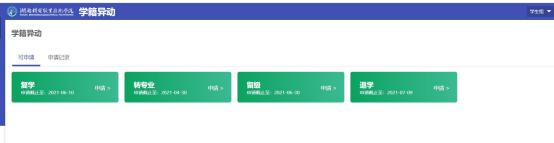 学籍异动
学生组
学籍异动
可申请
申请记录
复学
申请截止至：2021-06-10
申请 >
转专业
申请截止至：2021-04-30
申请 >
留级
申请截止至：2021-06-30
申请 >
退学
申请截止至：2021-07-09
申请 >